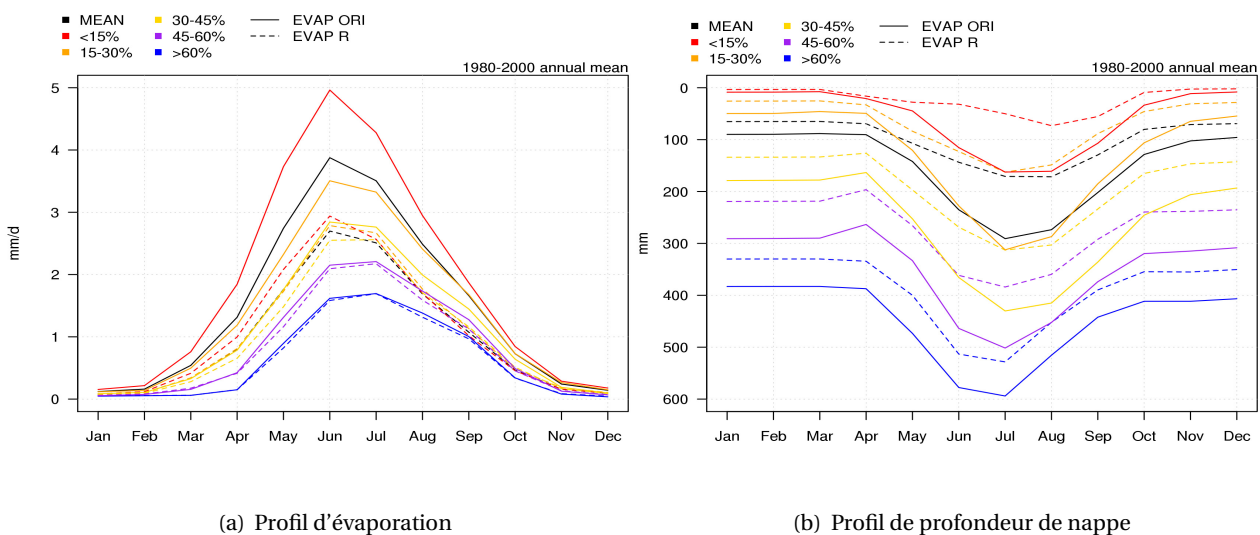 MEAN 30-45% EVAP ORI
<15% 45-60% EVAP R
15-30% >60%
1980-2000 annual mean
5
4
3
2
1
0
mm/d
Jan Feb Mar Apr May Jun Jul Aug Sep Oct Nov Dec
(a) Profil d'évaporation
MEAN 30-45% EVAP ORI
<15% 45-60% EVAP R
15-30% >60%
1980-2000 annual mean
0
100
200
300
400
500
600
mm
Jan Feb Mar Apr May Jun Jul Aug Sep Oct Nov Dec
(b) Profil de profondeur de nappe